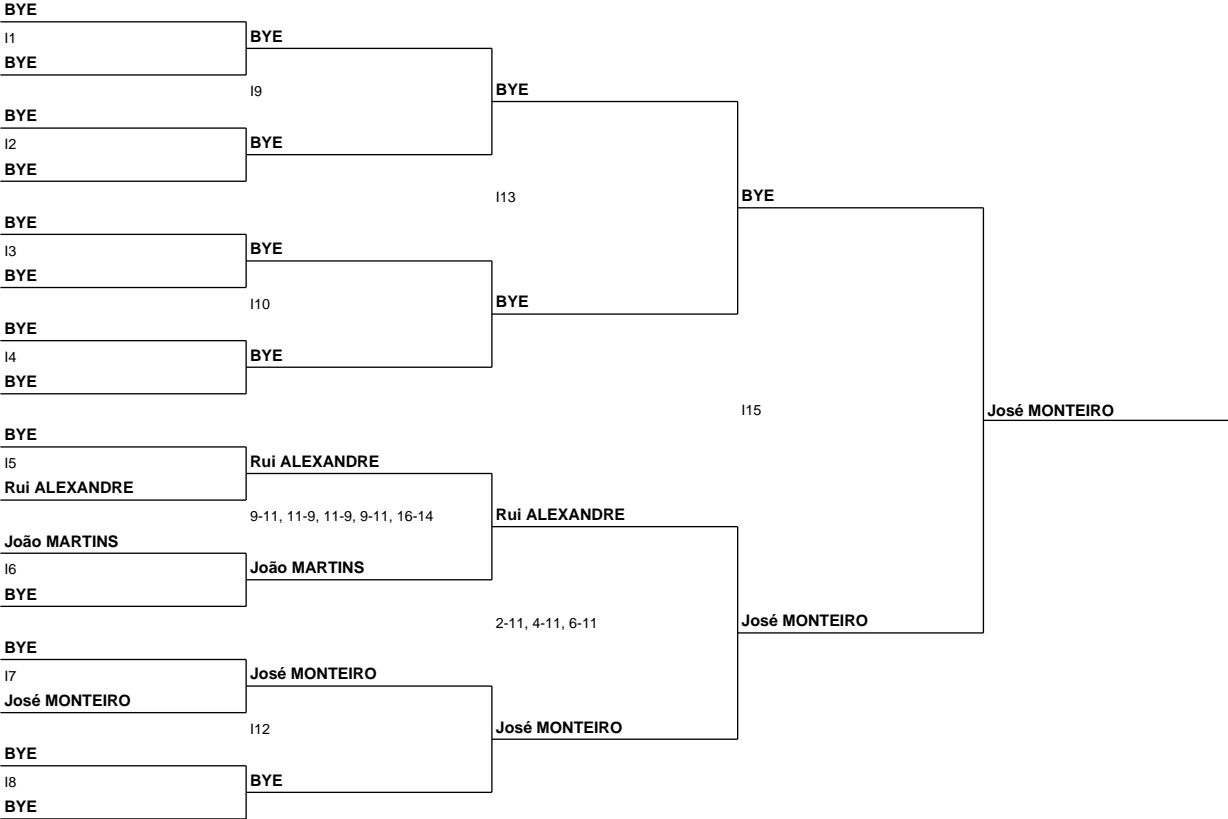 BYE
I1
BYE
BYE
I9
BYE
BYE
I2
BYE
BYE
I13
BYE
BYE
I3
BYE
BYE
I10
BYE
BYE
I4
BYE
BYE
I15
José MONTEIRO
BYE
I5
Rui ALEXANDRE
Rui ALEXANDRE
9-11, 11-9, 11-9, 9-11, 16-14
Rui ALEXANDRE
João MARTINS
I6
João MARTINS
BYE
2-11, 4-11, 6-11
José MONTEIRO
BYE
I7
José MONTEIRO
José MONTEIRO
I12
José MONTEIRO
BYE
I8
BYE
BYE